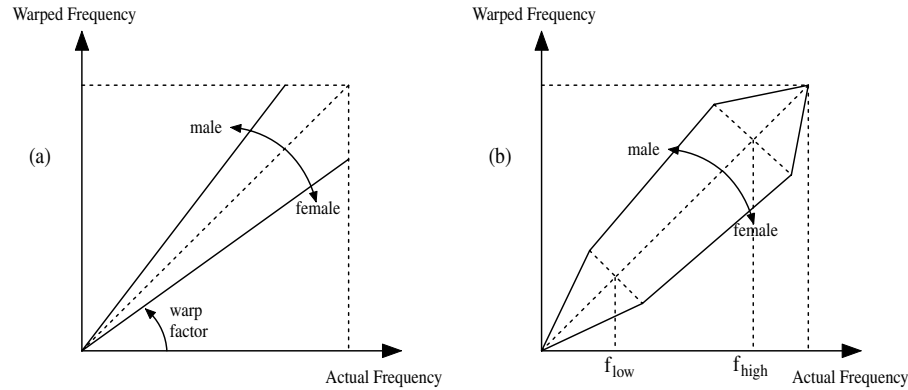 Warped Frequency
(a)
male
female
warp
factor
Actual Frequency
Warped Frequency
(b)
male
female
f_low
f_high
Actual Frequency